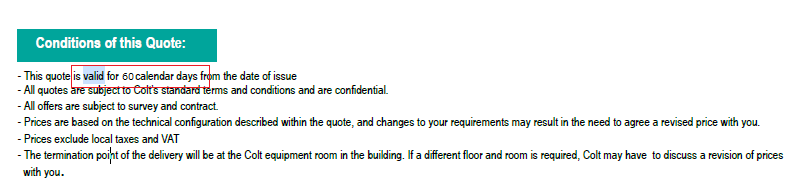 Conditions of this Quote:
- This quote is valid for 60 calendar days from the date of issue
- All quotes are subject to Colt's standard terms and conditions and are confidential.
- All offers are subject to survey and contract.
- Prices are based on the technical configuration described within the quote, and changes to your requirements may result in the need to agree a revised price with you.
- Prices exclude local taxes and VAT
- The termination point of the delivery will be at the Colt equipment room in the building. If a different floor and room is required, Colt may have to discuss a revision of prices
with you.